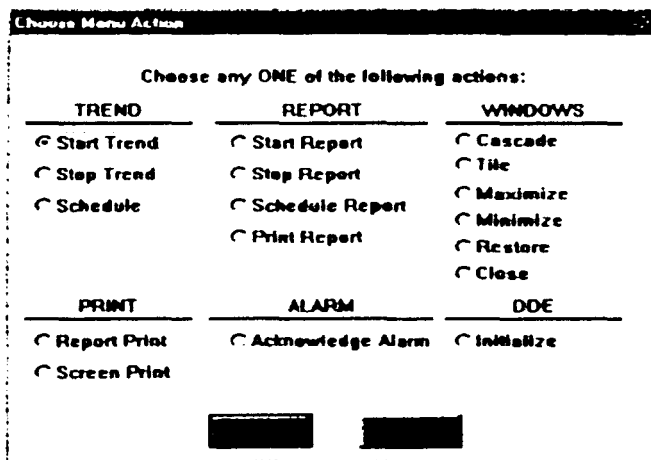 Choose Menu Action
Choose any ONE of the following actions:
TREND
Start Trend
Stop Trend
Schedule
REPORT
Start Report
Stop Report
Schedule Report
Print Report
WINDOWS
Cascade
Tile
Maximize
Minimize
Restore
Close
PRINT
Report Print
Screen Print
ALARM
Acknowledge Alarm
DDE
Initialize